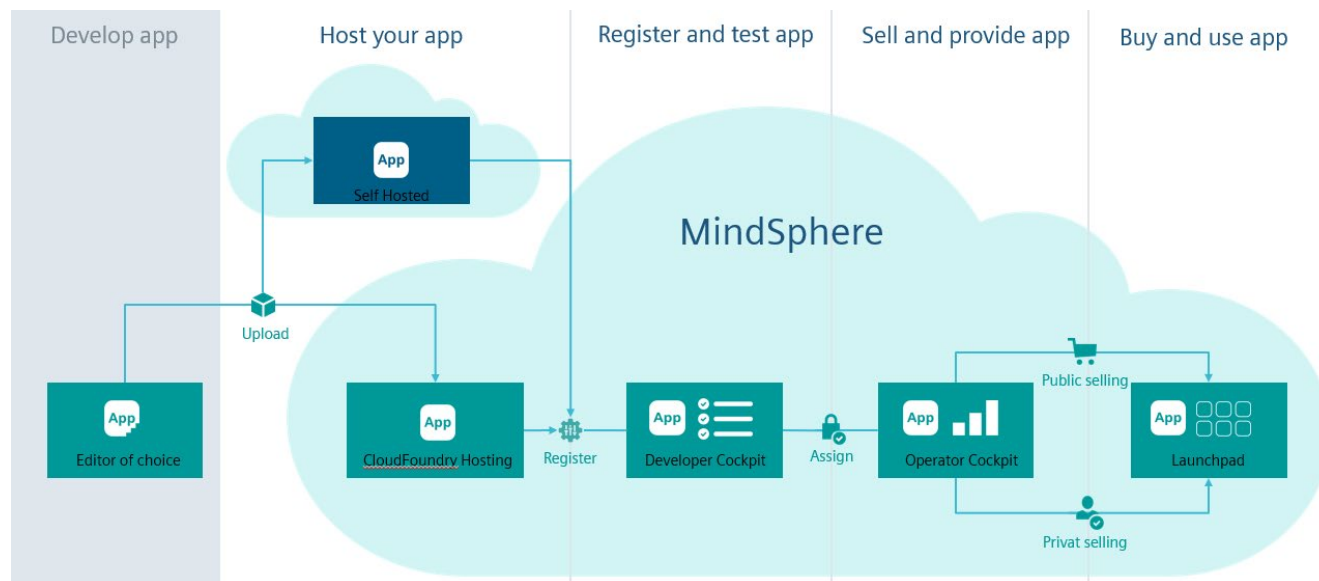 Develop app
Host your app
Register and test app
Sell and provide app
Buy and use app
App
Self Hosted
MindSphere
Upload
App
Editor of choice
App
CloudFoundry Hosting
Register
App
Developer Cockpit
Assign
App
Operator Cockpit
Public selling
Privat selling
App
Launchpad